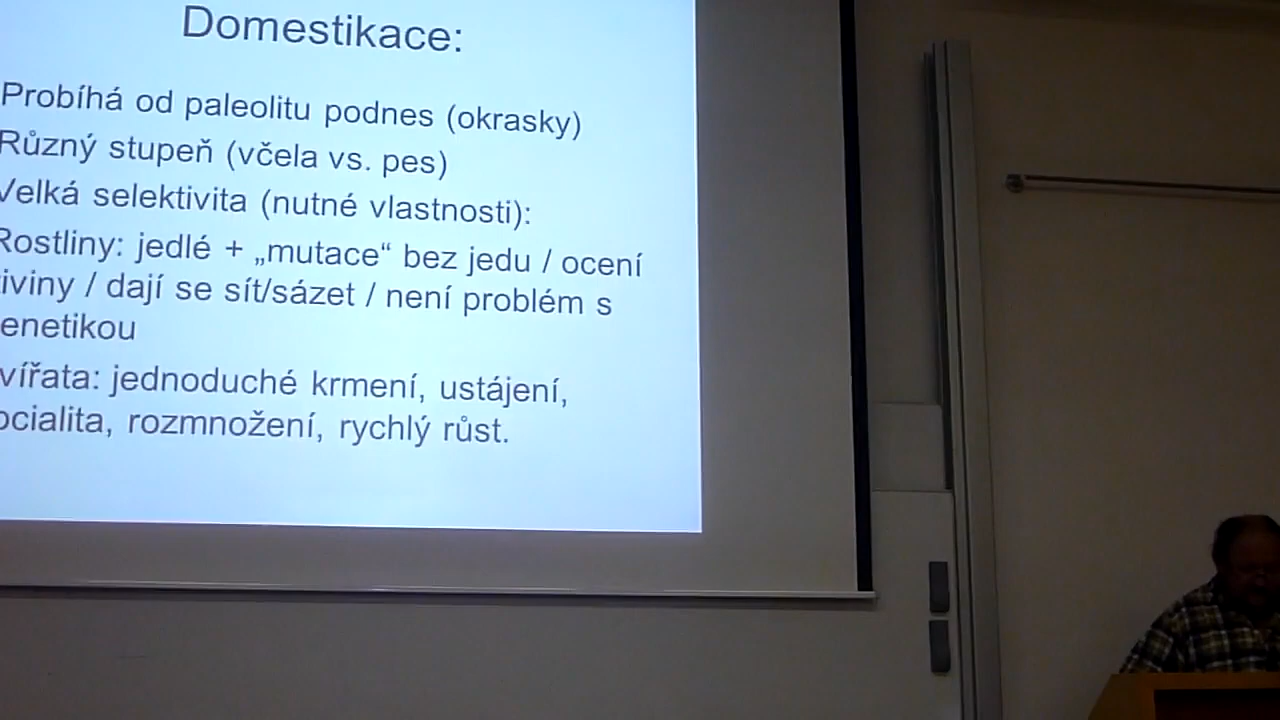 Domestikace:
Probíhá od paleolitu podnes (okrasky)
Různý stupeň (včela vs. pes)
Velká selektivita (nutné vlastnosti):
Rostliny: jedlé + „mutace“ bez jedu / ocení
iviny / dají se sít/sázet / není problém s
enetikou
vířata: jednoduché krmení, ustájení,
ocialita, rozmnožení, rychlý růst.